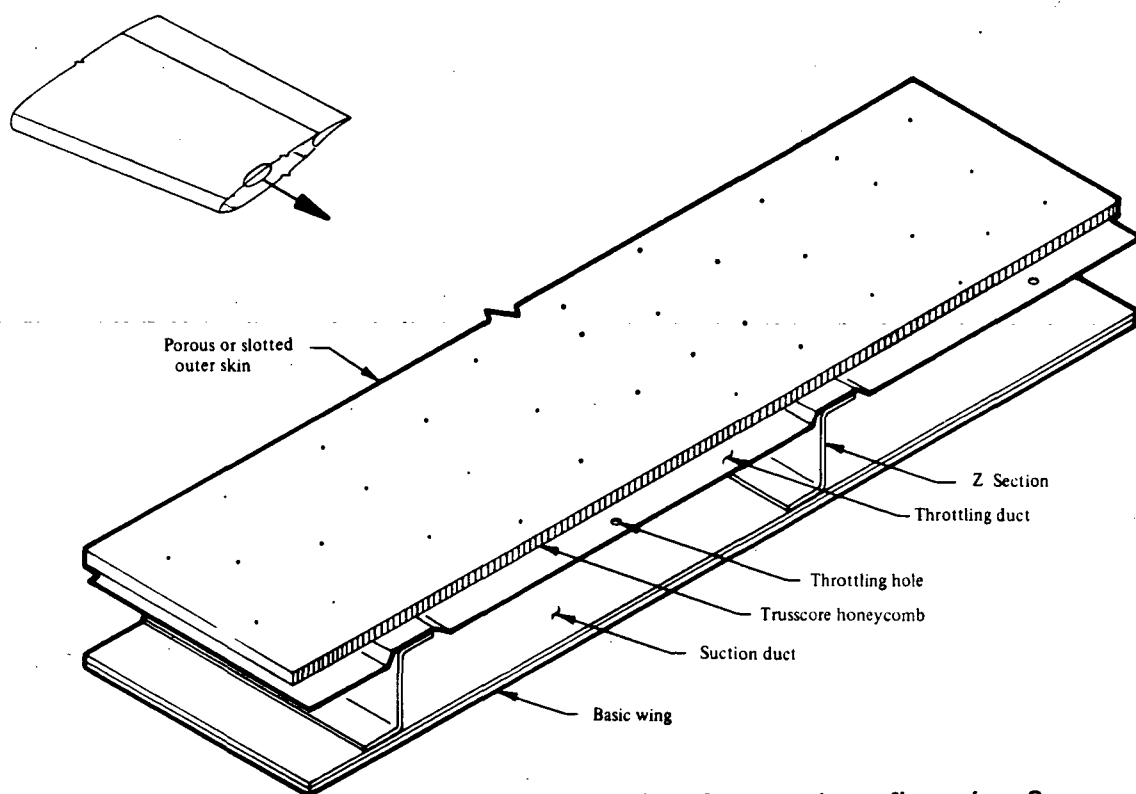 Porous or slotted
outer skin
Z Section
Throttling duct
Throttling hole
Trusscore honeycomb
Suction duct
Basic wing